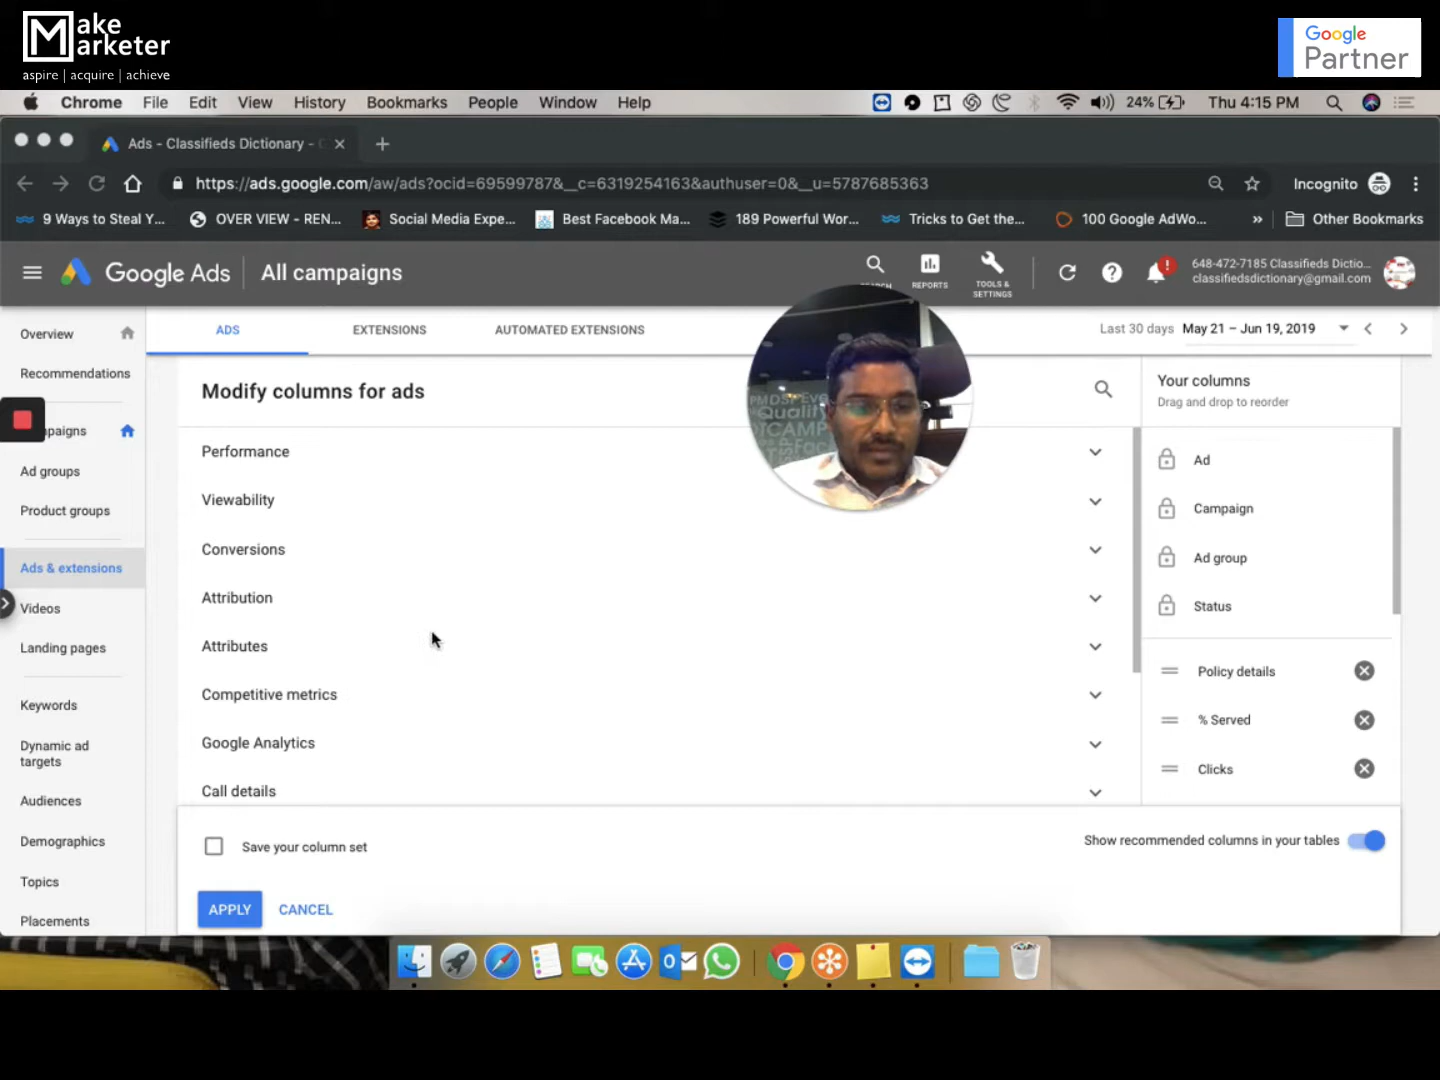 Make
Marketer
aspire | acquire | achieve
Google
Partner
Chrome File Edit View History Bookmarks People Window Help
24% Thu 4:15 PM
Ads - Classifieds Dictionary -
https://ads.google.com/aw/ads?ocid=69599787&__c=6319254163&authuser=0&__u=5787685363
Incognito
9 Ways to Steal Y... OVER VIEW - REN... Social Media Expe... Best Facebook Ma... 189 Powerful Wor... Tricks to Get the... 100 Google AdWo... » Other Bookmarks
Google Ads All campaigns
REPORTS
TOOLS &
SETTINGS
648-472-7185 Classifieds Dictio...
classifiedsdictionary@gmail.com
ADS EXTENSIONS AUTOMATED EXTENSIONS
Last 30 days May 21 – Jun 19, 2019
Overview
Recommendations
paigns
Ad groups
Product groups
Ads & extensions
Videos
Landing pages
Keywords
Dynamic ad
targets
Audiences
Demographics
Topics
Placements
Modify columns for ads
Performance
Viewability
Conversions
Attribution
Attributes
Competitive metrics
Google Analytics
Call details
Your columns
Drag and drop to reorder
Ad
Campaign
Ad group
Status
Policy details
% Served
Clicks
Save your column set
Show recommended columns in your tables
APPLY CANCEL